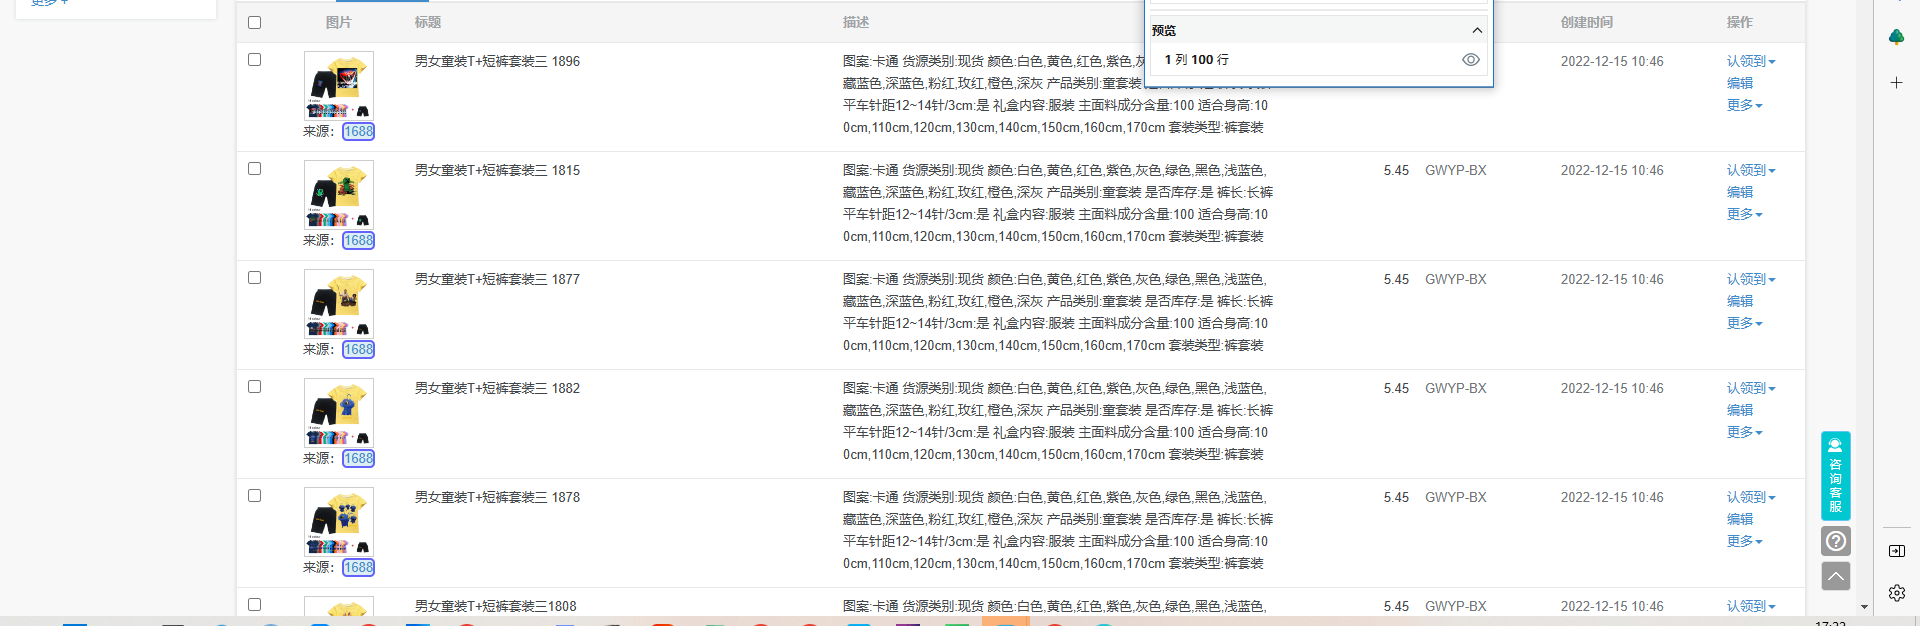 更多 +
图片 标题 描述 创建时间 操作
预览
1 列 100 行
男女童装T+短裤套装三 1896
图案:卡通 货源类别:现货 颜色:白色,黄色,红色,紫色,灰
藏蓝色,深蓝色,粉红,玫红,橙色,深灰 产品类别:童套装 是否库存:是 裤长:长裤
平车针距12~14针/3cm:是 礼盒内容:服装 主面料成分含量:100 适合身高:10
0cm,110cm,120cm,130cm,140cm,150cm,160cm,170cm 套装类型:裤套装
2022-12-15 10:46
认领到
编辑
更多
来源: 1688
男女童装T+短裤套装三 1815
图案:卡通 货源类别:现货 颜色:白色,黄色,红色,紫色,灰色,绿色,黑色,浅蓝色,
藏蓝色,深蓝色,粉红,玫红,橙色,深灰 产品类别:童套装 是否库存:是 裤长:长裤
平车针距12~14针/3cm:是 礼盒内容:服装 主面料成分含量:100 适合身高:10
0cm,110cm,120cm,130cm,140cm,150cm,160cm,170cm 套装类型:裤套装
5.45 GWYP-BX 2022-12-15 10:46
认领到
编辑
更多
来源: 1688
男女童装T+短裤套装三 1877
图案:卡通 货源类别:现货 颜色:白色,黄色,红色,紫色,灰色,绿色,黑色,浅蓝色,
藏蓝色,深蓝色,粉红,玫红,橙色,深灰 产品类别:童套装 是否库存:是 裤长:长裤
平车针距12~14针/3cm:是 礼盒内容:服装 主面料成分含量:100 适合身高:10
0cm,110cm,120cm,130cm,140cm,150cm,160cm,170cm 套装类型:裤套装
5.45 GWYP-BX 2022-12-15 10:46
认领到
编辑
更多
来源: 1688
男女童装T+短裤套装三 1882
图案:卡通 货源类别:现货 颜色:白色,黄色,红色,紫色,灰色,绿色,黑色,浅蓝色,
藏蓝色,深蓝色,粉红,玫红,橙色,深灰 产品类别:童套装 是否库存:是 裤长:长裤
平车针距12~14针/3cm:是 礼盒内容:服装 主面料成分含量:100 适合身高:10
0cm,110cm,120cm,130cm,140cm,150cm,160cm,170cm 套装类型:裤套装
5.45 GWYP-BX 2022-12-15 10:46
认领到
编辑
更多
来源: 1688
男女童装T+短裤套装三 1878
图案:卡通 货源类别:现货 颜色:白色,黄色,红色,紫色,灰色,绿色,黑色,浅蓝色,
藏蓝色,深蓝色,粉红,玫红,橙色,深灰 产品类别:童套装 是否库存:是 裤长:长裤
平车针距12~14针/3cm:是 礼盒内容:服装 主面料成分含量:100 适合身高:10
0cm,110cm,120cm,130cm,140cm,150cm,160cm,170cm 套装类型:裤套装
5.45 GWYP-BX 2022-12-15 10:46
认领到
编辑
更多
来源: 1688
男女童装T+短裤套装三1808
图案:卡通 货源类别:现货 颜色:白色,黄色,红色,紫色,灰色,绿色,黑色,浅蓝色,
5.45 GWYP-BX 2022-12-15 10:46
认领到
咨询客服